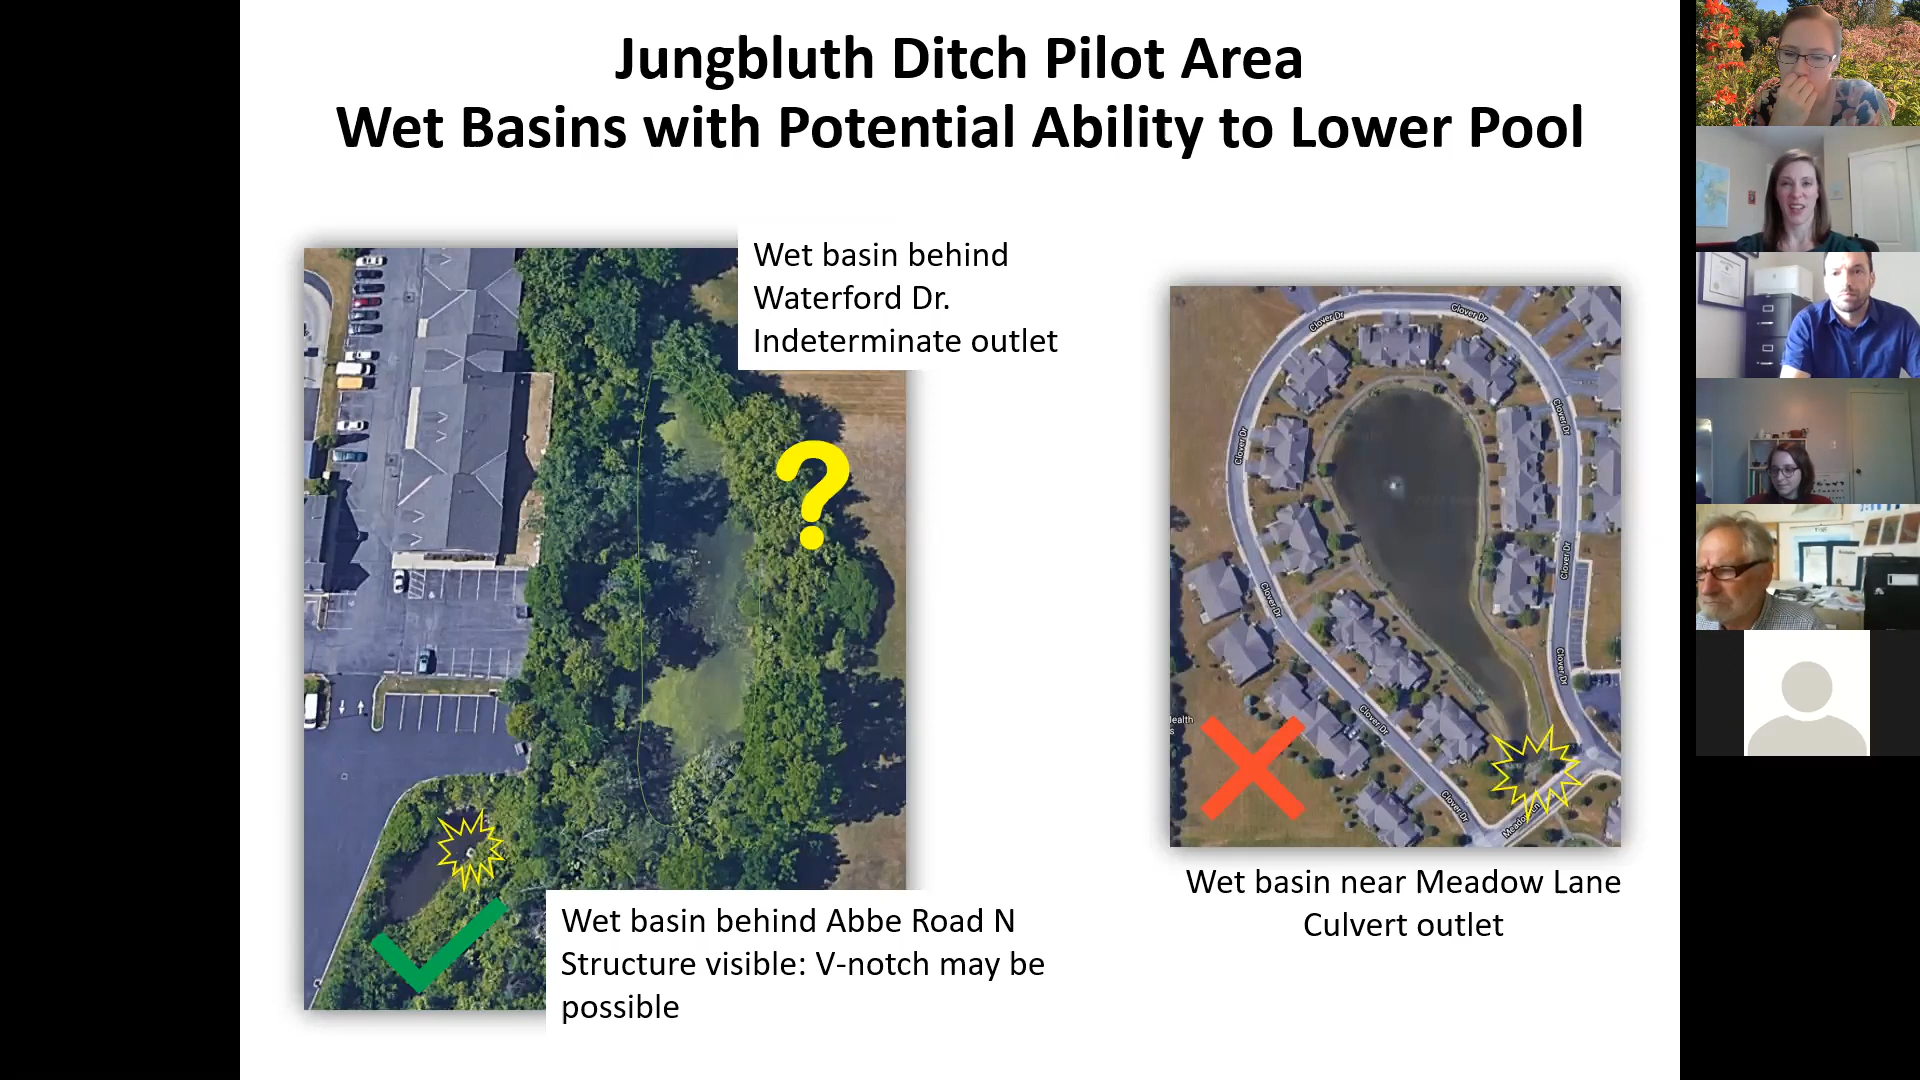 Jungbluth Ditch Pilot Area
Wet Basins with Potential Ability to Lower Pool
Wet basin behind
Waterford Dr.
Indeterminate outlet
?
Clover Dr
Clover Dr
Clover Dr
Clover Dr
Clover Dr
Clover Dr
Clover Dr
Clover Dr
Clover Dr
Wet basin near Meadow Lane
Culvert outlet
Wet basin behind Abbe Road N
Structure visible: V-notch may be
possible